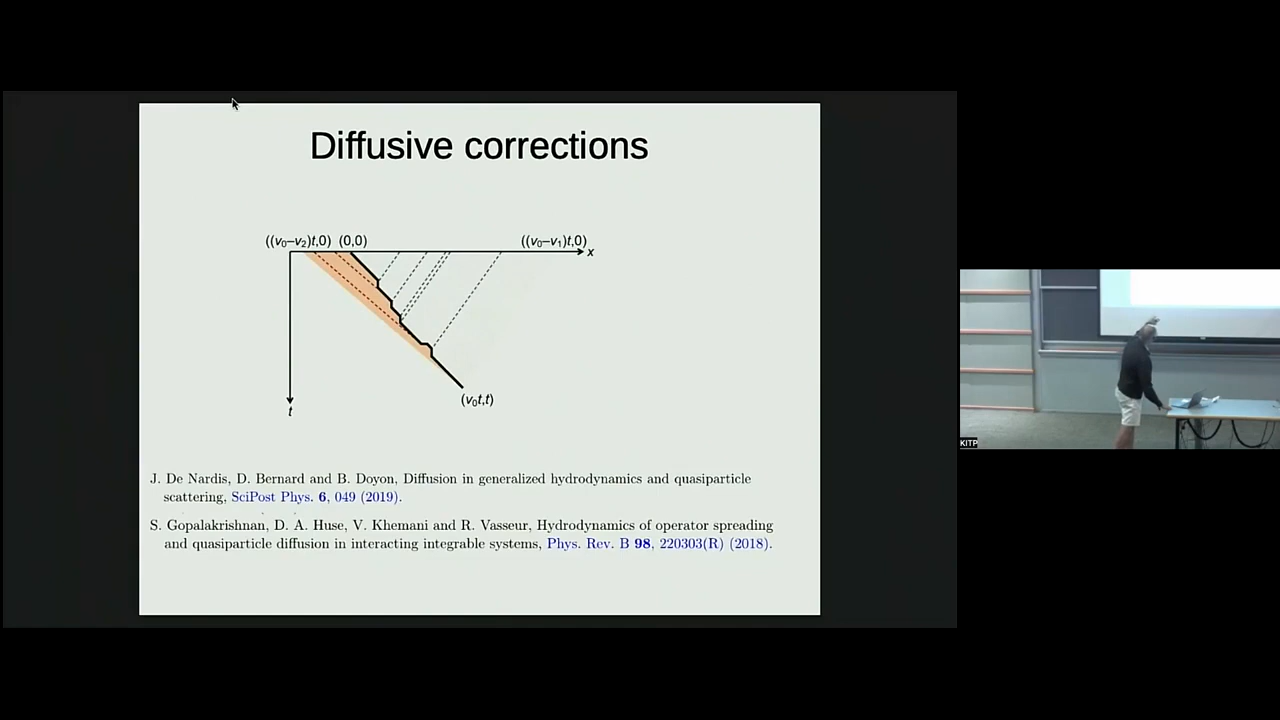 Diffusive corrections
((v₀–v₂)t,0) (0,0) ((v₀–v₁)t,0)
x
t
(v₀t,t)
J. De Nardis, D. Bernard and B. Doyon, Diffusion in generalized hydrodynamics and quasiparticle
scattering, SciPost Phys. 6, 049 (2019).
S. Gopalakrishnan, D. A. Huse, V. Khemani and R. Vasseur, Hydrodynamics of operator spreading
and quasiparticle diffusion in interacting integrable systems, Phys. Rev. B 98, 220303(R) (2018).
KITP